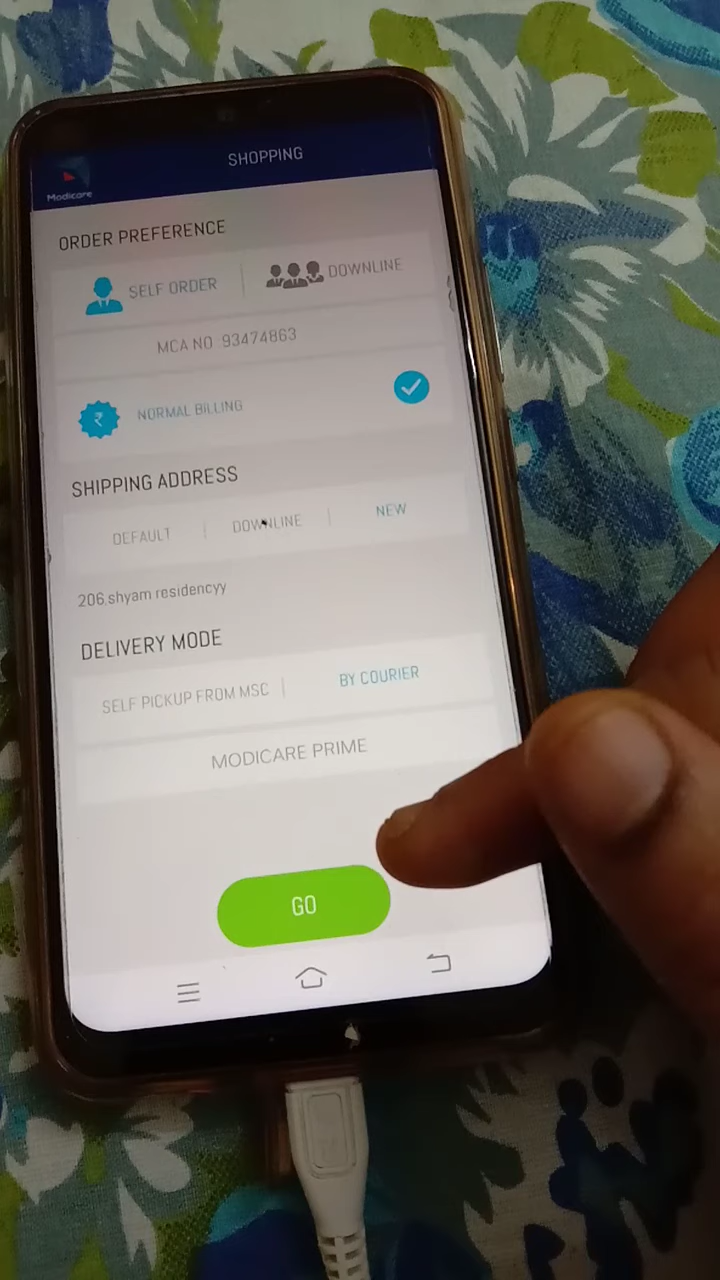 SHOPPING
Modicare
ORDER PREFERENCE
SELF ORDER
DOWNLINE
MCA NO 93474863
₹ NORMAL BILLING
SHIPPING ADDRESS
DEFAULT
DOWNLINE
NEW
206,shyam residencyy
DELIVERY MODE
SELF PICKUP FROM MSC
BY COURIER
MODICARE PRIME
GO